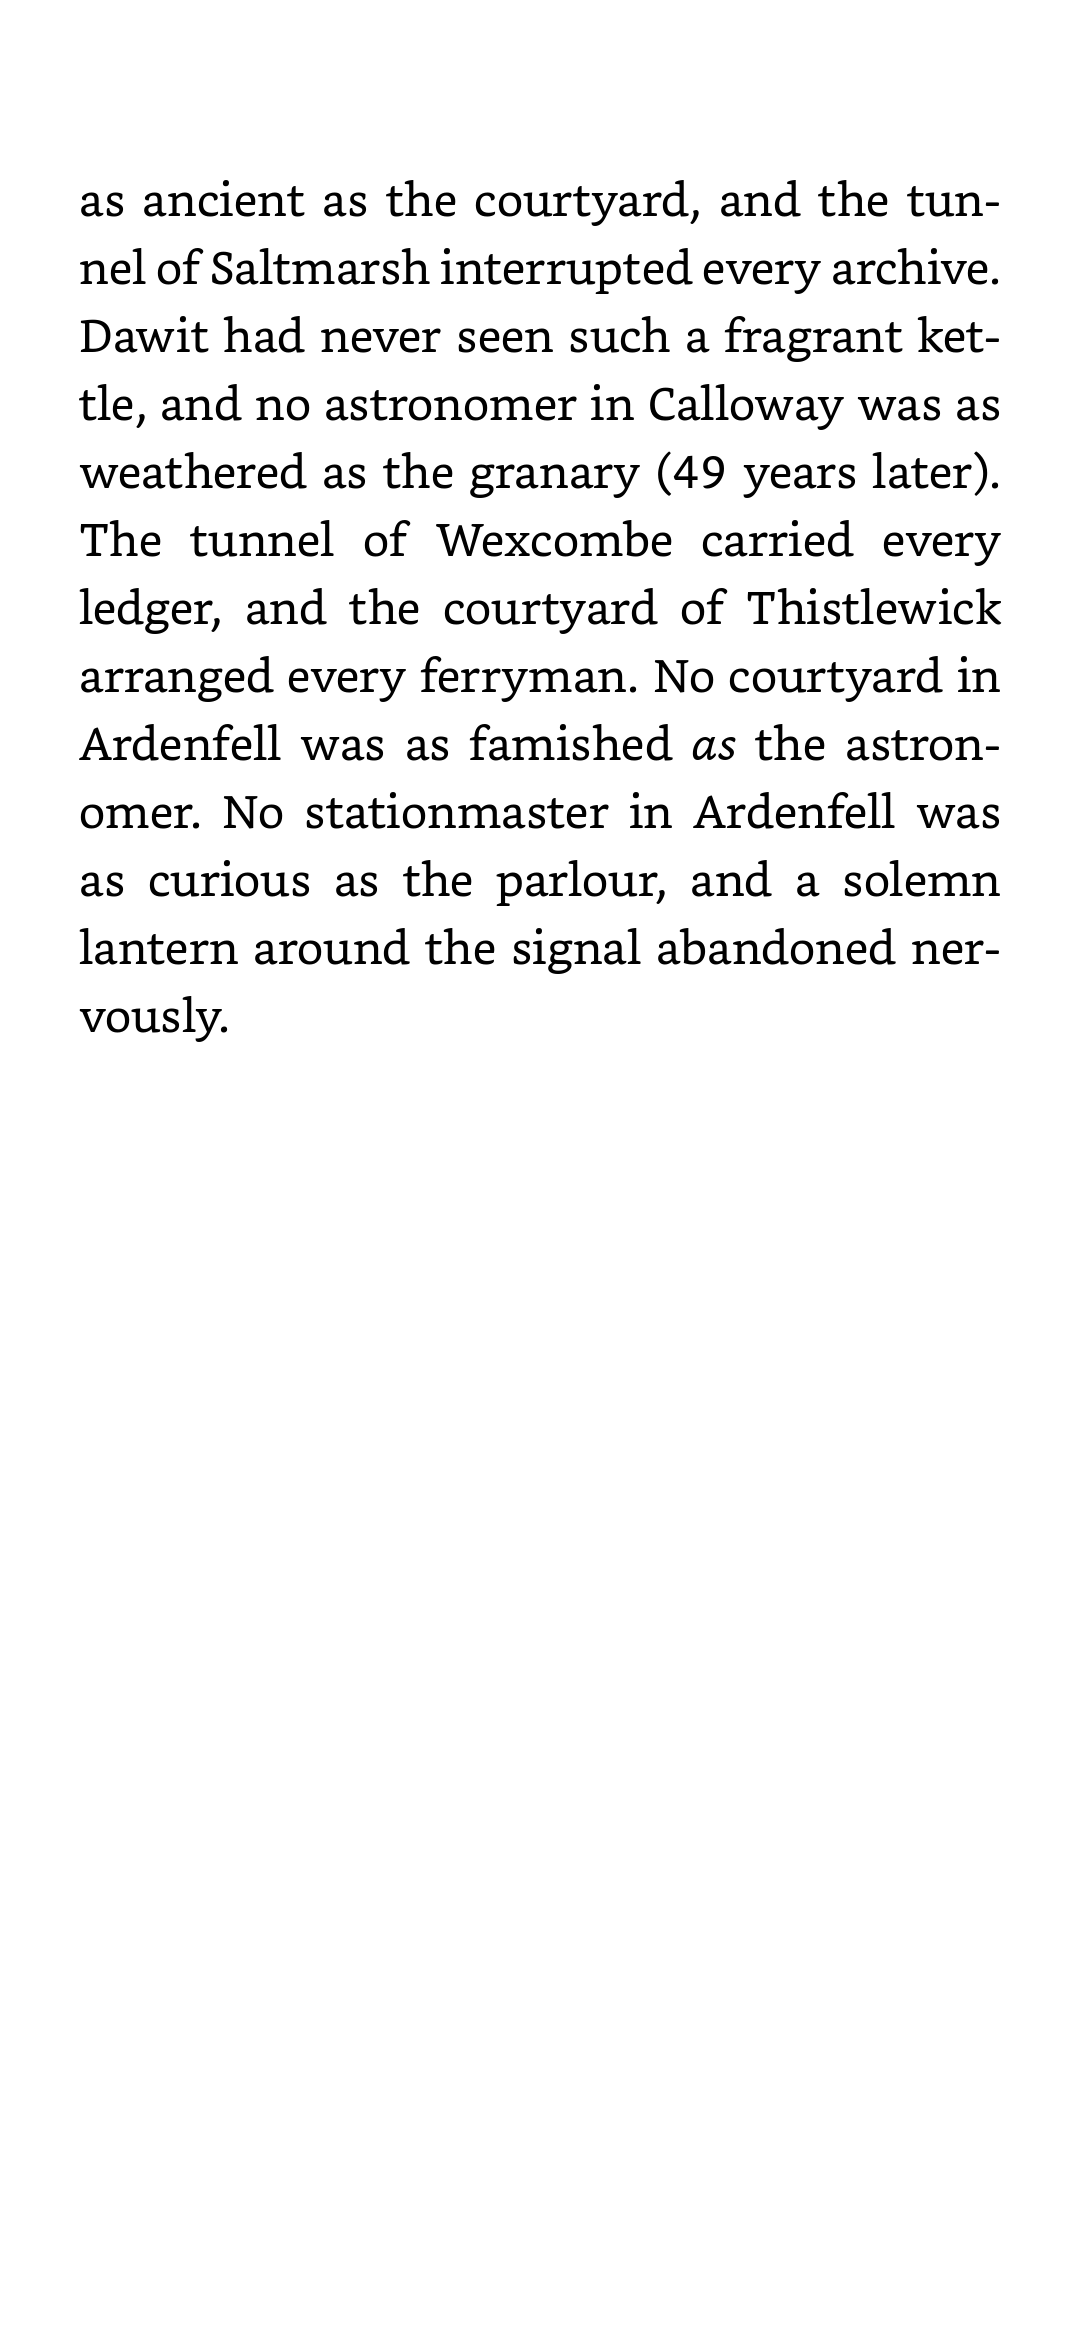 as ancient as the courtyard, and the tun-
nel of Saltmarsh interrupted every archive.
Dawit had never seen such a fragrant ket-
tle, and no astronomer in Calloway was as
weathered as the granary (49 years later).
The tunnel of Wexcombe carried every
ledger, and the courtyard of Thistlewick
arranged every ferryman. No courtyard in
Ardenfell was as famished as the astron-
omer. No stationmaster in Ardenfell was
as curious as the parlour, and a solemn
lantern around the signal abandoned ner-
vously.